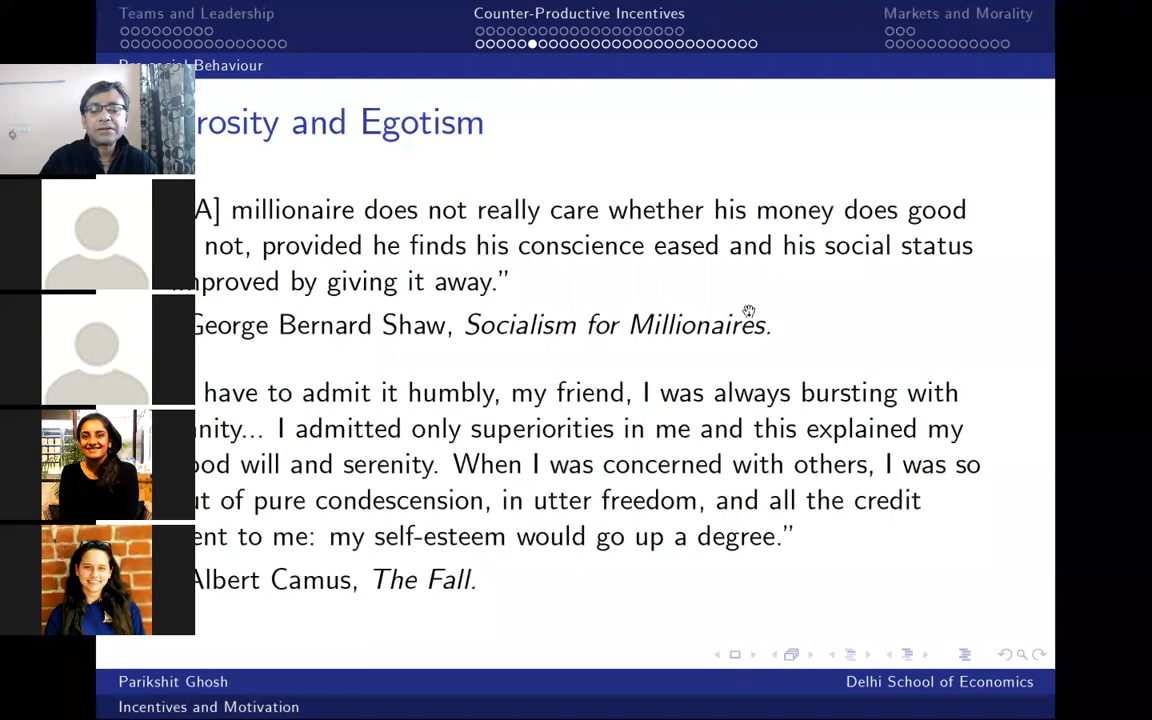 Teams and Leadership
Counter-Productive Incentives
Markets and Morality
Behaviour
rosity and Egotism
A] millionaire does not really care whether his money does good
not, provided he finds his conscience eased and his social status
mproved by giving it away.”
George Bernard Shaw, Socialism for Millionaires.
have to admit it humbly, my friend, I was always bursting with
nity... I admitted only superiorities in me and this explained my
ood will and serenity. When I was concerned with others, I was so
ut of pure condescension, in utter freedom, and all the credit
ent to me: my self-esteem would go up a degree.”
Albert Camus, The Fall.
Parikshit Ghosh
Delhi School of Economics
Incentives and Motivation